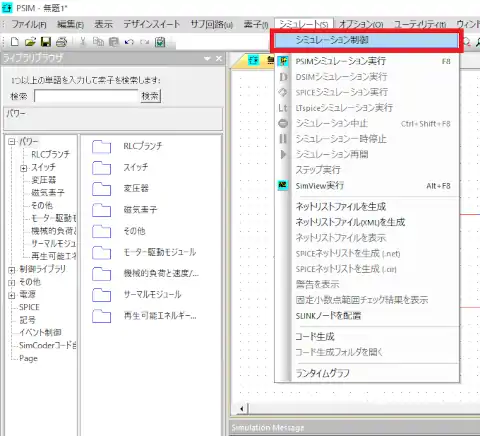 PSIM - 無題1*
ファイル(F) 編集(E) 表示 デザインスイート サブ回路(u) 素子(l) シミュレート(S) オプション(O) ユーティリティ(T) ウィンド
ライブラリブラウザ
1つ以上の単語を入力して素子を検索します:
検索 検索
パワー
パワー
RLCブランチ
スイッチ
変圧器
磁気素子
その他
モーター駆動モ
機械的負荷と
サーマルモジュール
再生可能エネ
制御ライブラリ
その他
電源
SPICE
記号
イベント制御
SimCoderコード
Page
RLCブランチ
スイッチ
変圧器
磁気素子
その他
モーター駆動モジュール
機械的負荷と速度/...
サーマルモジュール
再生可能エネルギー...
シミュレーション制御
PSIMシミュレーション実行 F8
DSIMシミュレーション実行
SPICEシミュレーション実行
LTspiceシミュレーション実行
シミュレーション中止 Ctrl+Shift+F8
シミュレーション一時停止
シミュレーション再開
ステップ実行
SimView実行 Alt+F8
ネットリストファイルを生成
ネットリストファイル(XML)を生成
ネットリストファイルを表示
SPICEネットリストを生成 (.net)
SPICEネットリストを生成 (.cir)
警告を表示
固定小数点範囲チェック結果を表示
SLINKノードを配置
コード生成
コード生成フォルダを開く
ランタイムグラフ
Simulation Message